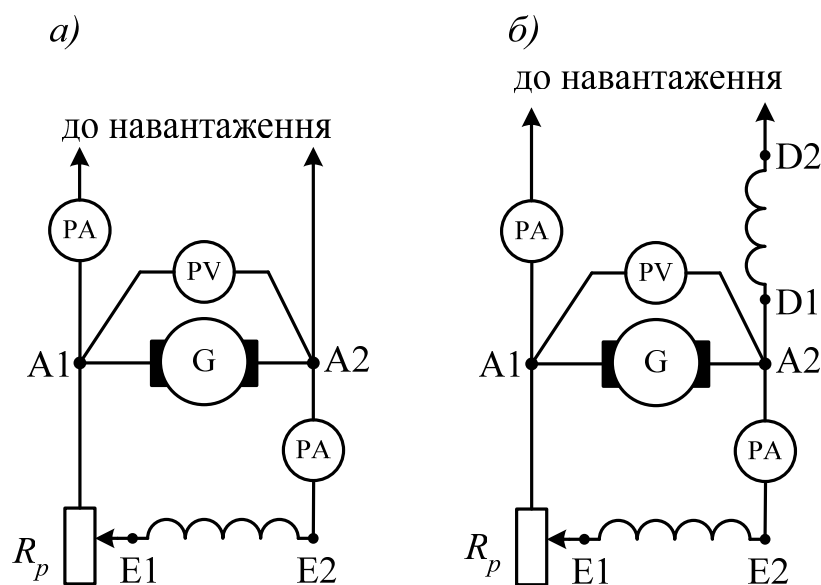 а)
б)
до навантаження
до навантаження
D2
PA
PA
PV
PV
D1
A1
G
A2
A1
G
A2
PA
PA
Rp
E1
E2
Rp
E1
E2